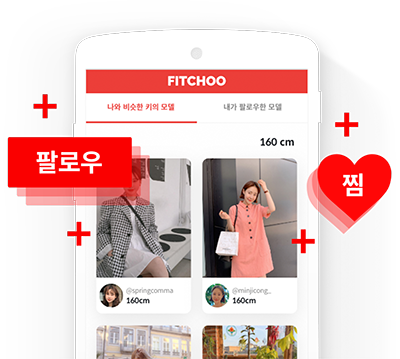 FITCHOO
나와 비슷한 키의 모델
내가 팔로우한 모델
160 cm
팔로우
찜
@springcomma
160cm
@minjicong_
160cm